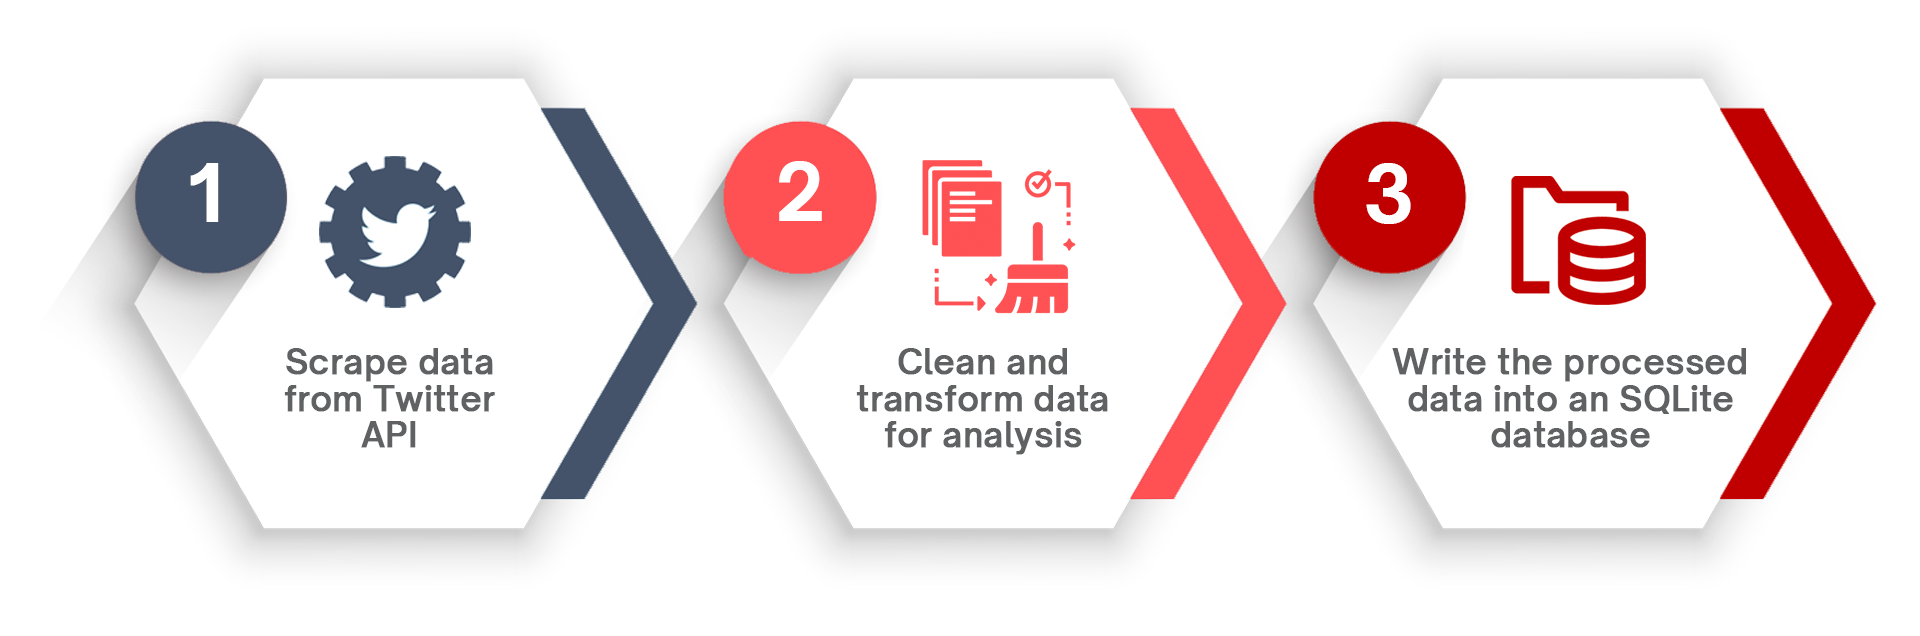 1
Scrape data
from Twitter
API
2
Clean and
transform data
for analysis
3
Write the processed
data into an SQLite
database